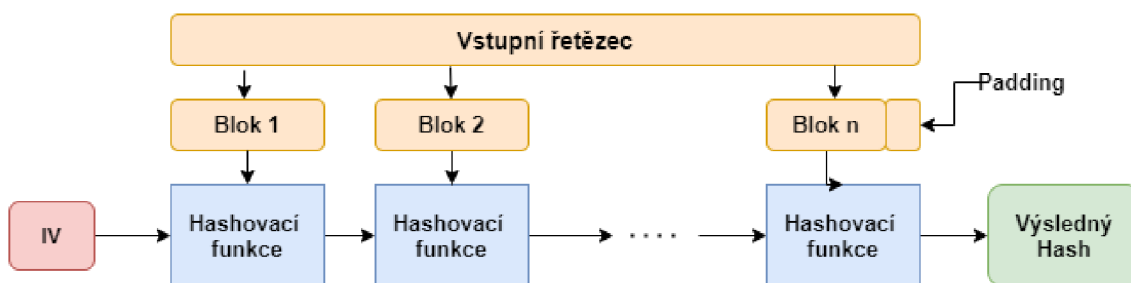 Vstupní řetězec
Padding
Blok 1
Blok 2
Blok n
IV
Hashovací
funkce
Hashovací
funkce
....
Hashovací
funkce
Výsledný
Hash